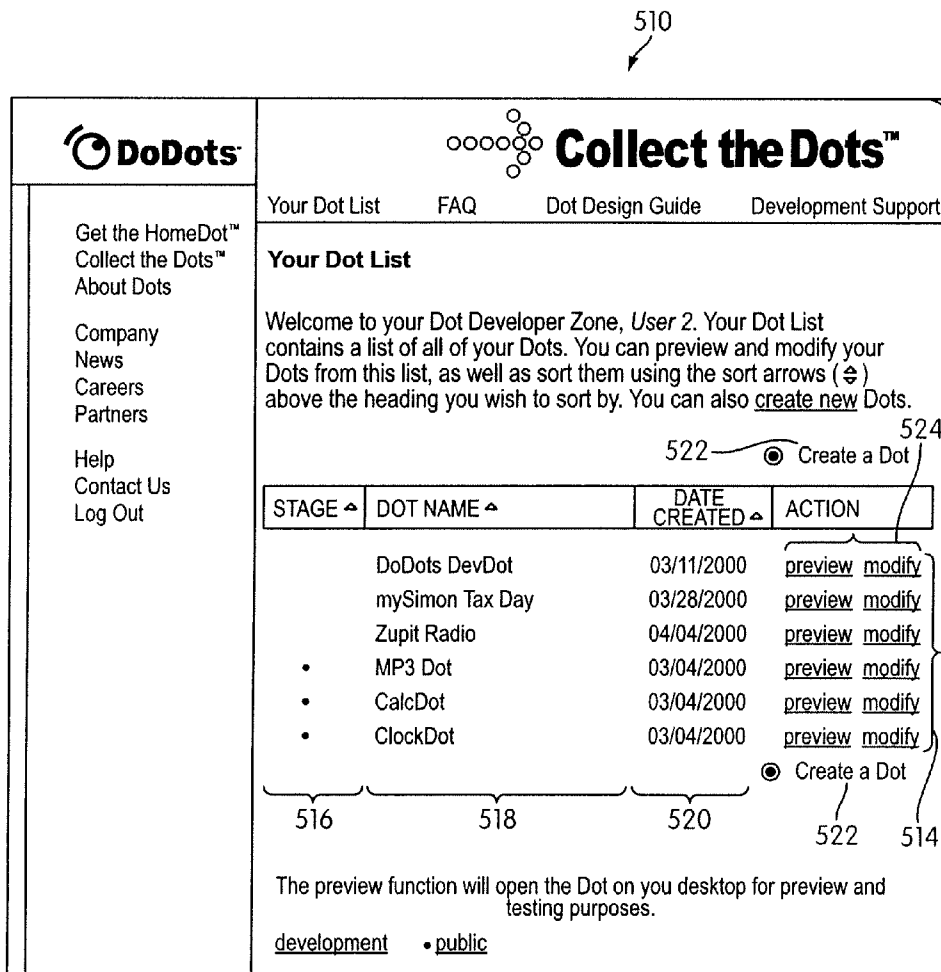 510
DoDots
Collect the Dots™
Your Dot List FAQ Dot Design Guide Development Support
Get the HomeDot™
Collect the Dots™
About Dots
Company
News
Careers
Partners
Help
Contact Us
Log Out
Your Dot List
Welcome to your Dot Developer Zone, User 2. Your Dot List
contains a list of all of your Dots. You can preview and modify your
Dots from this list, as well as sort them using the sort arrows ( )
above the heading you wish to sort by. You can also create new Dots.
524
522 Create a Dot
STAGE DOT NAME DATE CREATED ACTION
DoDots DevDot 03/11/2000 preview modify
mySimon Tax Day 03/28/2000 preview modify
Zupit Radio 04/04/2000 preview modify
• MP3 Dot 03/04/2000 preview modify
• CalcDot 03/04/2000 preview modify
• ClockDot 03/04/2000 preview modify
Create a Dot
516 518 520 522 514
The preview function will open the Dot on you desktop for preview and
testing purposes.
development • public